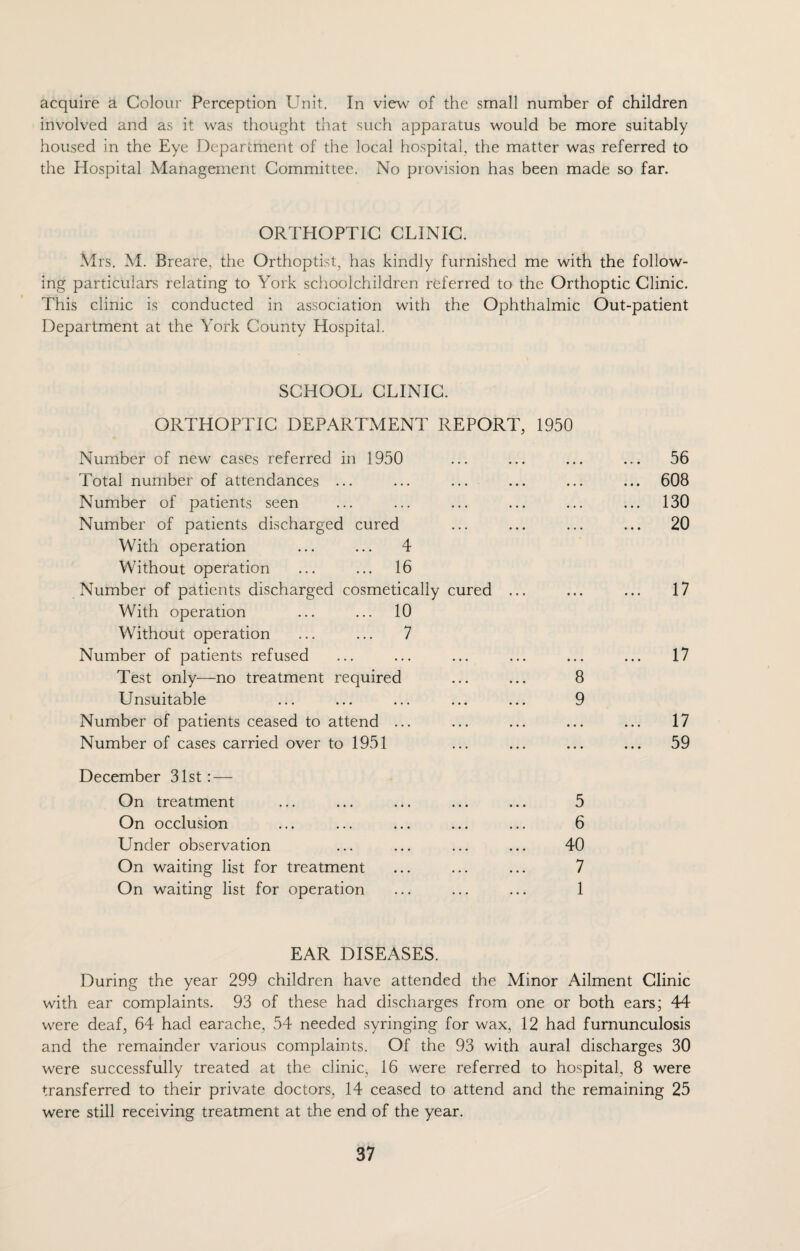 acquire a Colour Perception Unit. In view of the small number of children
involved and as it was thought that such apparatus would be more suitably
housed in the Eye Department of the local hospital, the matter was referred to
the Hospital Management Committee. No provision has been made so far.
ORTHOPTIC CLINIC.
Mrs. M. Breare, the Orthoptist, has kindly furnished me with the follow-
ing particulars relating to York schoolchildren referred to the Orthoptic Clinic.
This clinic is conducted in association with the Ophthalmic Out-patient
Department at the York County Hospital.
SCHOOL CLINIC.
ORTHOPTIC DEPARTMENT REPORT, 1950
Number of new cases referred in 1950 ... ... ... ... 56
Total number of attendances ... ... ... ... ... ... 608
Number of patients seen ... ... ... ... ... ... 130
Number of patients discharged cured ... ... ... ... 20
With operation ... ... 4
Without operation ... ... 16
Number of patients discharged cosmetically cured ... ... ... 17
With operation ... ... 10
Without operation ... ... 7
Number of patients refused ... ... ... ... ... ... 17
Test only—no treatment required ... ... 8
Unsuitable ... ... ... ... ... 9
Number of patients ceased to attend ... ... ... ... ... 17
Number of cases carried over to 1951 ... ... ... ... 59
December 31st :—
On treatment ... ... ... ... ... 5
On occlusion ... ... ... ... ... 6
Under observation ... ... ... ... 40
On waiting list for treatment ... ... ... 7
On waiting list for operation ... ... ... 1
EAR DISEASES.
During the year 299 children have attended the Minor Ailment Clinic
with ear complaints. 93 of these had discharges from one or both ears; 44
were deaf, 64 had earache, 54 needed syringing for wax, 12 had furnunculosis
and the remainder various complaints. Of the 93 with aural discharges 30
were successfully treated at the clinic, 16 were referred to hospital, 8 were
transferred to their private doctors, 14 ceased to attend and the remaining 25
were still receiving treatment at the end of the year.
37